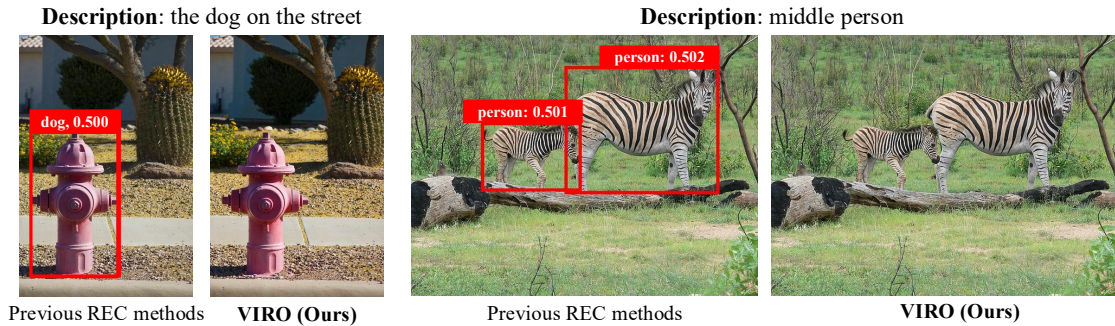 Description: the dog on the street
Description: middle person
dog, 0.500
person: 0.502
person: 0.501
Previous REC methods
VIRO (Ours)
Previous REC methods
VIRO (Ours)